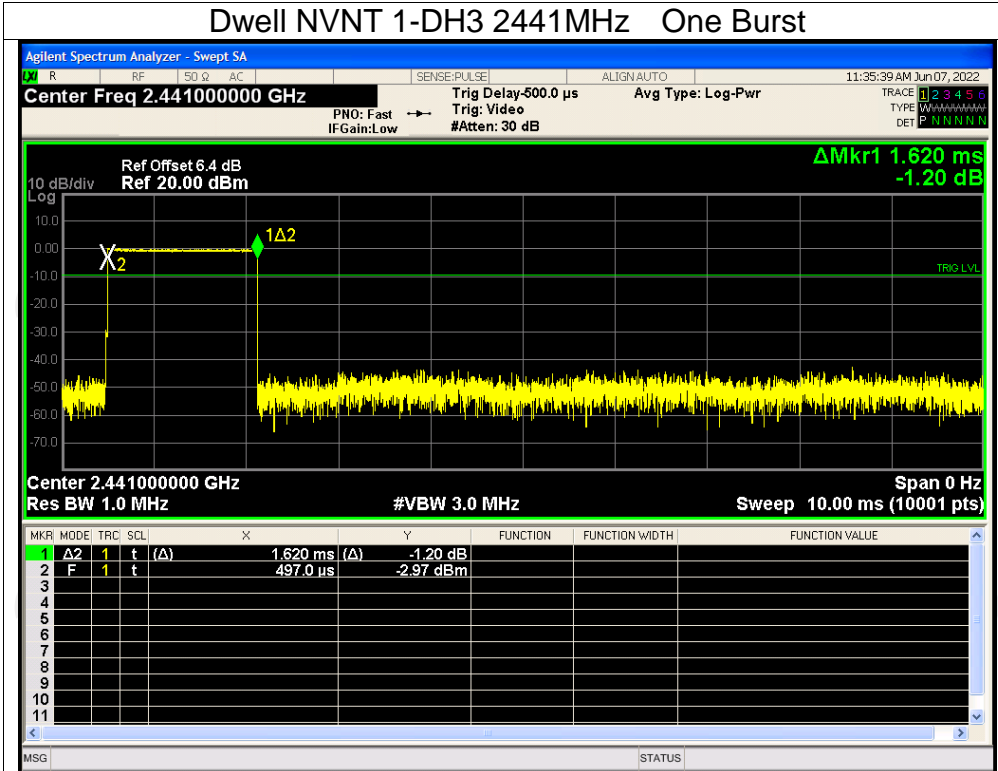 Dwell NVNT 1-DH3 2441MHz One Burst
Agilent Spectrum Analyzer - Swept SA
LXI R RF 50 Ω AC SENSE:PULSE ALIGN AUTO 11:35:39 AM Jun 07, 2022
Center Freq 2.441000000 GHz Trig Delay-500.0 µs Avg Type: Log-Pwr TRACE 1 2 3 4 5 6
PNO: Fast Trig: Video TYPE WWWWWW
IFGain:Low #Atten: 30 dB DET P N N N N N
ΔMkr1 1.620 ms
Ref Offset 6.4 dB
10 dB/div Ref 20.00 dBm -1.20 dB
Log
10.0
1Δ2
0.00
2
TRIG LVL
-10.0
-20.0
-30.0
-40.0
-50.0
-60.0
-70.0
Center 2.441000000 GHz Span 0 Hz
Res BW 1.0 MHz #VBW 3.0 MHz Sweep 10.00 ms (10001 pts)
MKR MODE TRC SCL X Y FUNCTION FUNCTION WIDTH FUNCTION VALUE
1 Δ2 1 t (Δ) 1.620 ms (Δ) -1.20 dB
2 F 1 t 497.0 µs -2.97 dBm
3
4
5
6
7
8
9
10
11
MSG STATUS